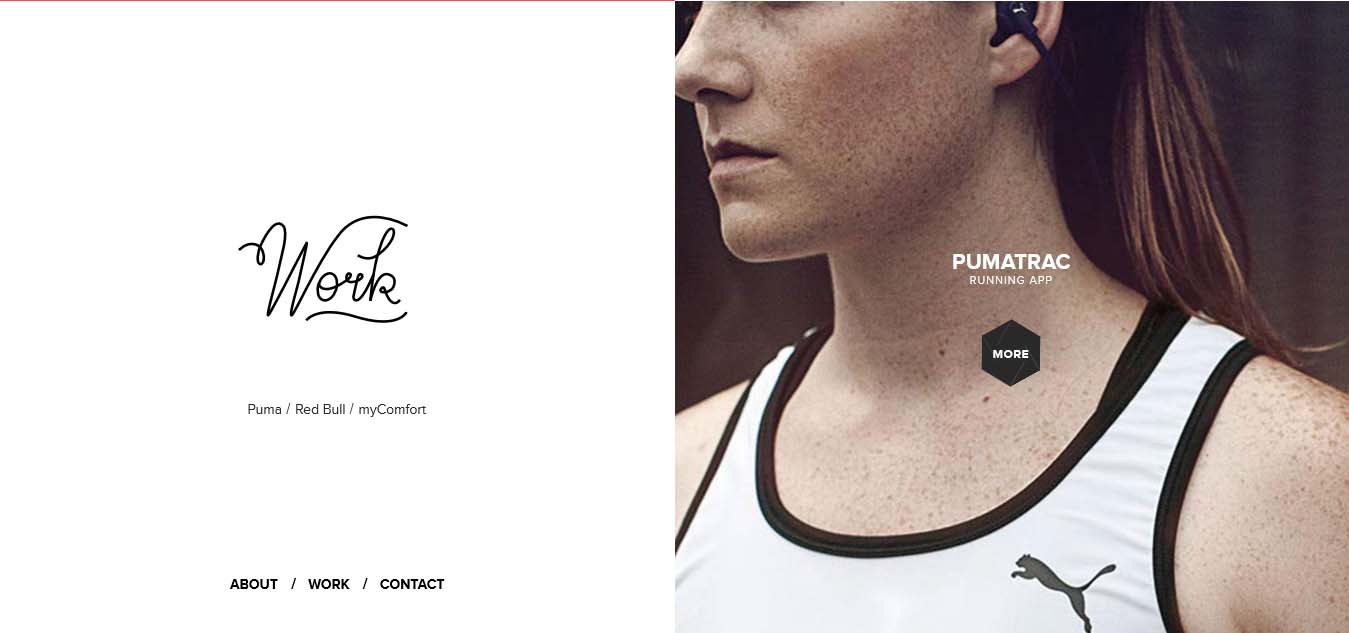 Work
Puma / Red Bull / myComfort
ABOUT / WORK / CONTACT
PUMATRAC
RUNNING APP
MORE